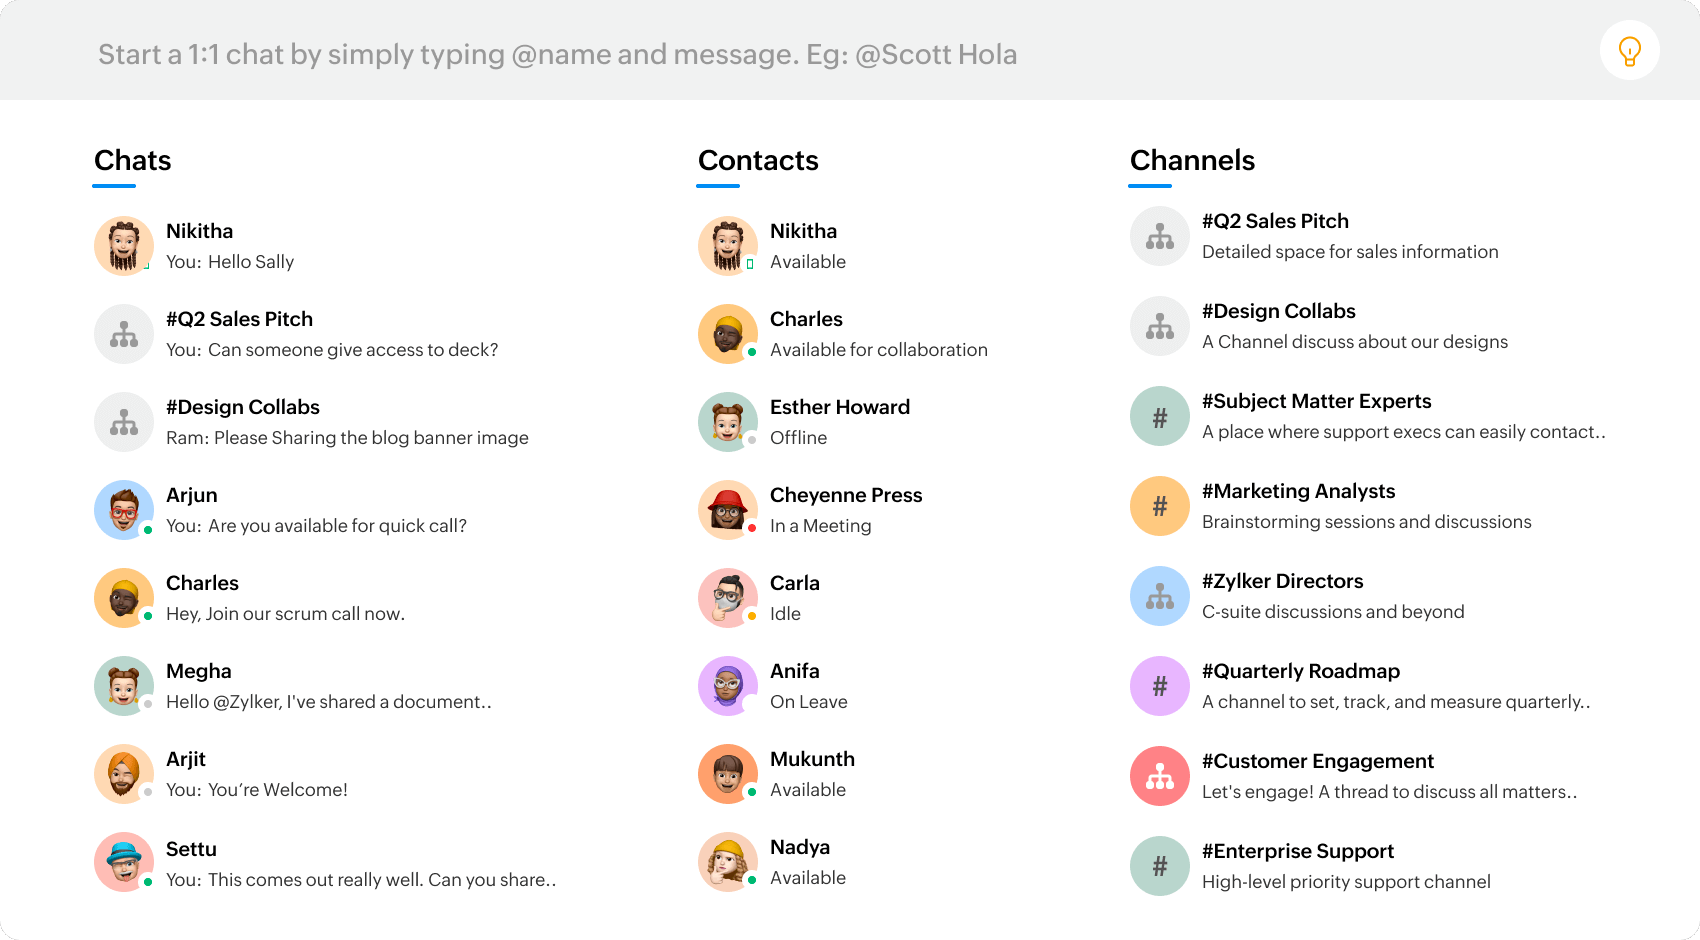 Start a 1:1 chat by simply typing @name and message. Eg: @Scott Hola
Chats
Nikitha
You: Hello Sally
#Q2 Sales Pitch
You: Can someone give access to deck?
#Design Collabs
Ram: Please Sharing the blog banner image
Arjun
You: Are you available for quick call?
Charles
Hey, Join our scrum call now.
Megha
Hello @Zylker, I've shared a document..
Arjit
You: You’re Welcome!
Settu
You: This comes out really well. Can you share..
Contacts
Nikitha
Available
Charles
Available for collaboration
Esther Howard
Offline
Cheyenne Press
In a Meeting
Carla
Idle
Anifa
On Leave
Mukunth
Available
Nadya
Available
Channels
#Q2 Sales Pitch
Detailed space for sales information
#Design Collabs
A Channel discuss about our designs
#
#Subject Matter Experts
A place where support execs can easily contact..
#
#Marketing Analysts
Brainstorming sessions and discussions
#Zylker Directors
C-suite discussions and beyond
#
#Quarterly Roadmap
A channel to set, track, and measure quarterly..
#Customer Engagement
Let's engage! A thread to discuss all matters..
#
#Enterprise Support
High-level priority support channel